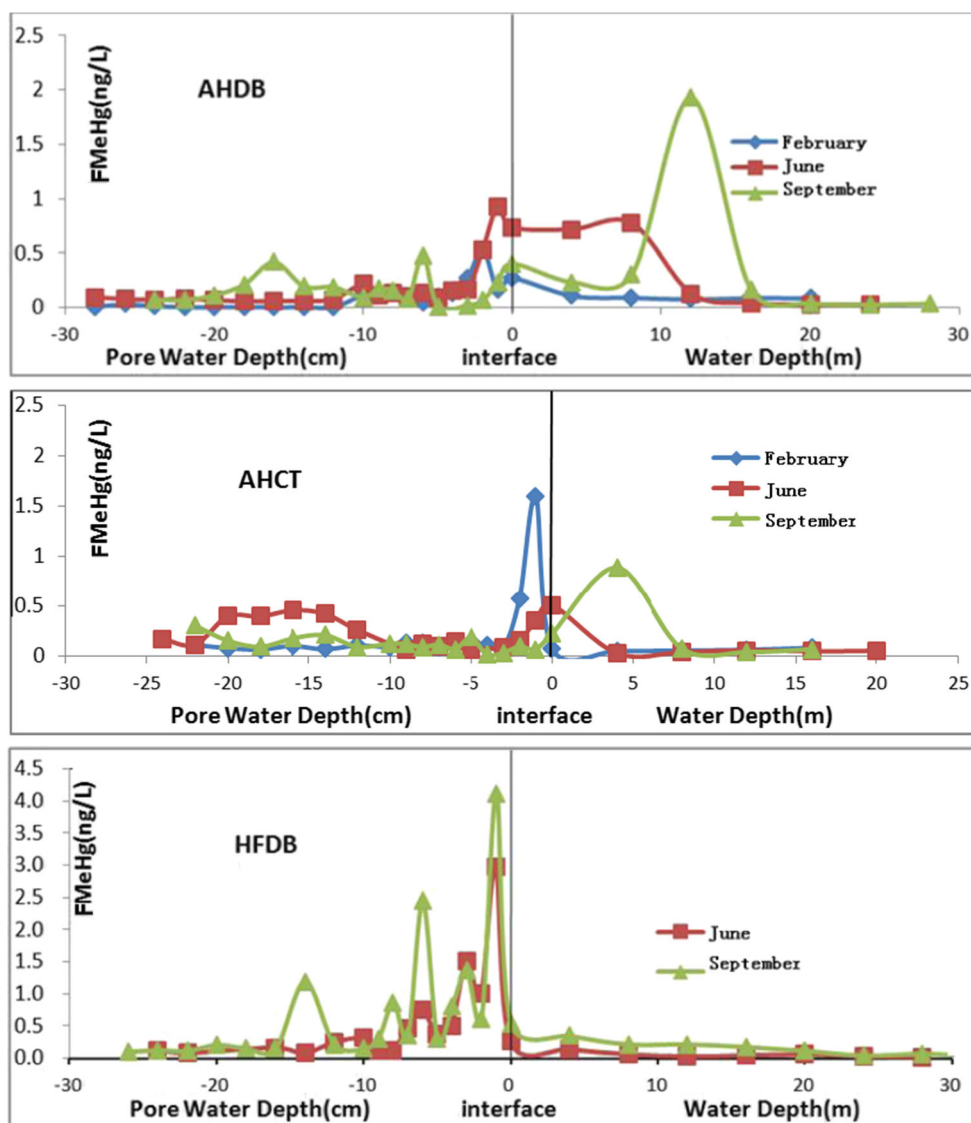 2.5
FMeHg(ng/L)
AHDB
2
1.5
February
June
September
1
0.5
0
-30 -20 -10 0 10 20 30
Pore Water Depth(cm) interface Water Depth(m)
2.5
FMeHg(ng/L)
AHCT
2
1.5
February
June
September
1
0.5
0
-30 -25 -20 -15 -10 -5 0 5 10 15 20 25
Pore Water Depth(cm) interface Water Depth(m)
4.5
FMeHg(ng/L)
4.0
3.5
HFDB
3.0
2.5
2.0
June
1.5
September
1.0
0.5
0.0
-30 -20 -10 0 10 20 30
Pore Water Depth(cm) interface Water Depth(m)